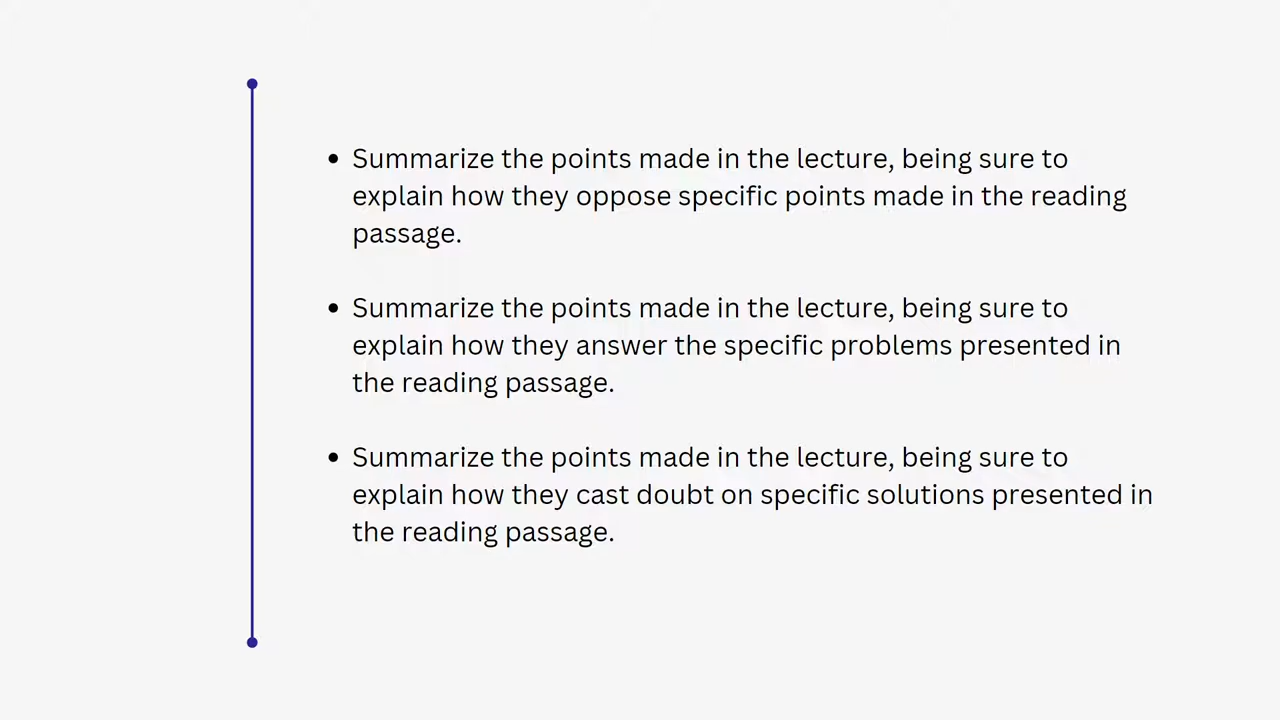 • Summarize the points made in the lecture, being sure to
explain how they oppose specific points made in the reading
passage.
• Summarize the points made in the lecture, being sure to
explain how they answer the specific problems presented in
the reading passage.
• Summarize the points made in the lecture, being sure to
explain how they cast doubt on specific solutions presented in
the reading passage.